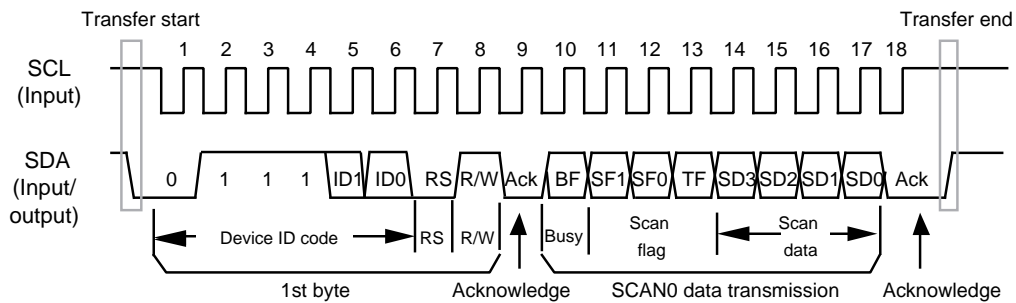 Transfer start
Transfer end
1 2 3 4 5 6 7 8 9 10 11 12 13 14 15 16 17 18
SCL
(Input)
SDA
(Input/
output)
0 1 1 1 ID1 ID0 RS R/W Ack BF SF1 SF0 TF SD3 SD2 SD1 SD0 Ack
Device ID code
RS
R/W
Busy
Scan
flag
Scan
data
1st byte
Acknowledge
SCAN0 data transmission
Acknowledge